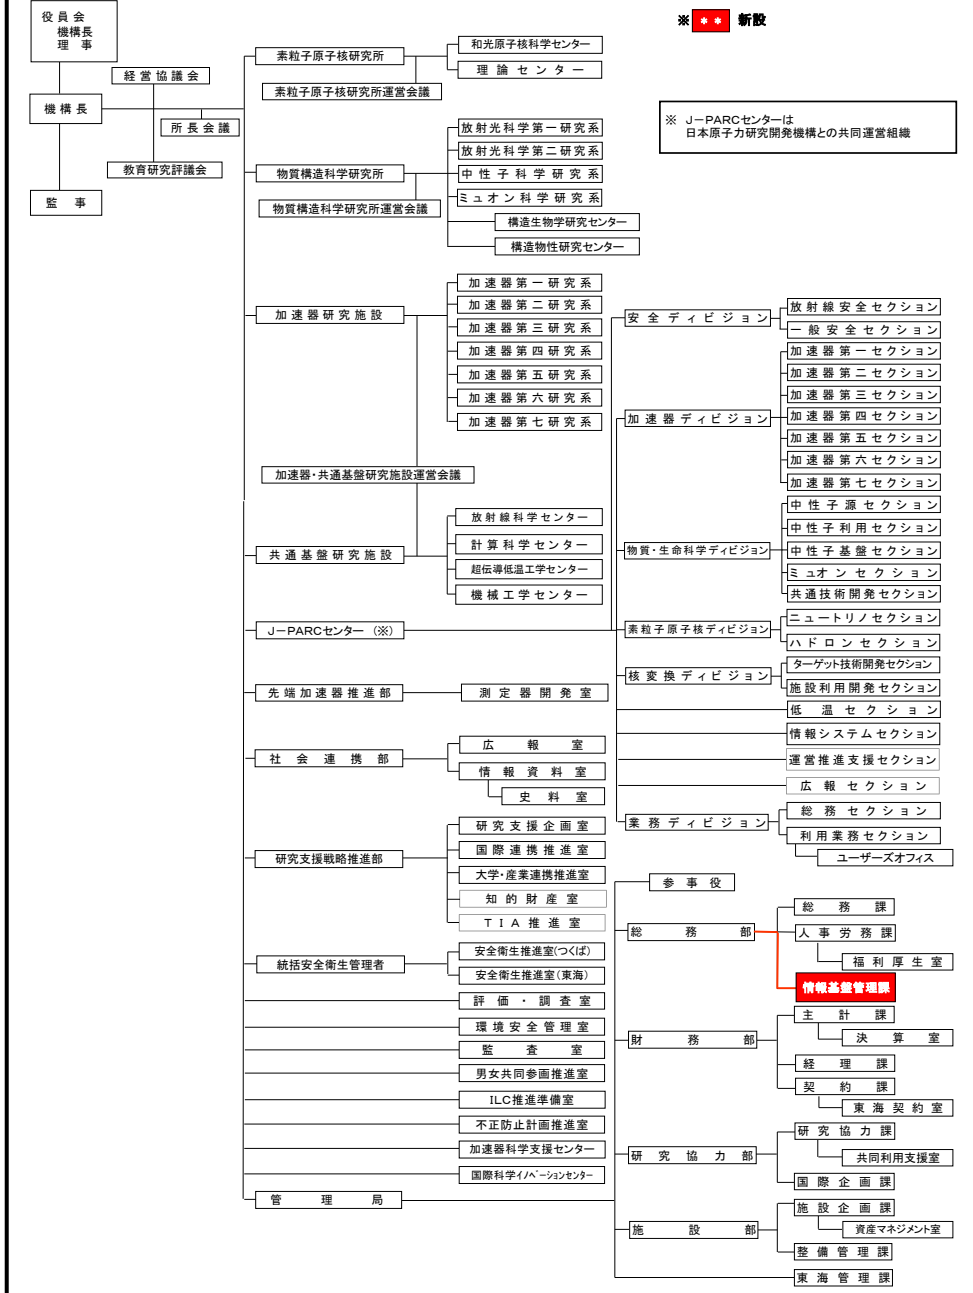 役員会
機構長
理事
※ ** 新設
経営協議会
機構長
所長会議
教育研究評議会
監事
※ J－PARCセンターは
日本原子力研究開発機構との共同運営組織
素粒子原子核研究所
和光原子核科学センター
理論センター
素粒子原子核研究所運営会議
物質構造科学研究所
放射光科学第一研究系
放射光科学第二研究系
中性子科学研究系
ミュオン科学研究系
構造生物学研究センター
構造物性研究センター
物質構造科学研究所運営会議
加速器研究施設
加速器第一研究系
加速器第二研究系
加速器第三研究系
加速器第四研究系
加速器第五研究系
加速器第六研究系
加速器第七研究系
加速器・共通基盤研究施設運営会議
共通基盤研究施設
放射線科学センター
計算科学センター
超伝導低温工学センター
機械工学センター
J－PARCセンター（※）
安全ディビジョン
放射線安全セクション
一般安全セクション
加速器ディビジョン
加速器第一セクション
加速器第二セクション
加速器第三セクション
加速器第四セクション
加速器第五セクション
加速器第六セクション
加速器第七セクション
物質・生命科学ディビジョン
中性子源セクション
中性子利用セクション
中性子基盤セクション
ミュオンセクション
共通技術開発セクション
素粒子原子核ディビジョン
ニュートリノセクション
ハドロンセクション
核変換ディビジョン
ターゲット技術開発セクション
施設利用開発セクション
低温セクション
情報システムセクション
運営推進支援セクション
広報セクション
業務ディビジョン
総務セクション
利用業務セクション
ユーザーズオフィス
先端加速器推進部
測定器開発室
社会連携部
広報室
情報資料室
史料室
研究支援戦略推進部
研究支援企画室
国際連携推進室
大学・産業連携推進室
知的財産室
TIA推進室
統括安全衛生管理者
安全衛生推進室（つくば）
安全衛生推進室（東海）
評価・調査室
環境安全管理室
監査室
男女共同参画推進室
ILC推進準備室
不正防止計画推進室
加速器科学支援センター
国際科学イノベーションセンター
管理局
参事役
総務部
総務課
人事労務課
福利厚生室
情報基盤管理課
財務部
主計課
決算室
経理課
契約課
東海契約室
研究協力部
研究協力課
共同利用支援室
国際企画課
施設部
施設企画課
資産マネジメント室
整備管理課
東海管理課